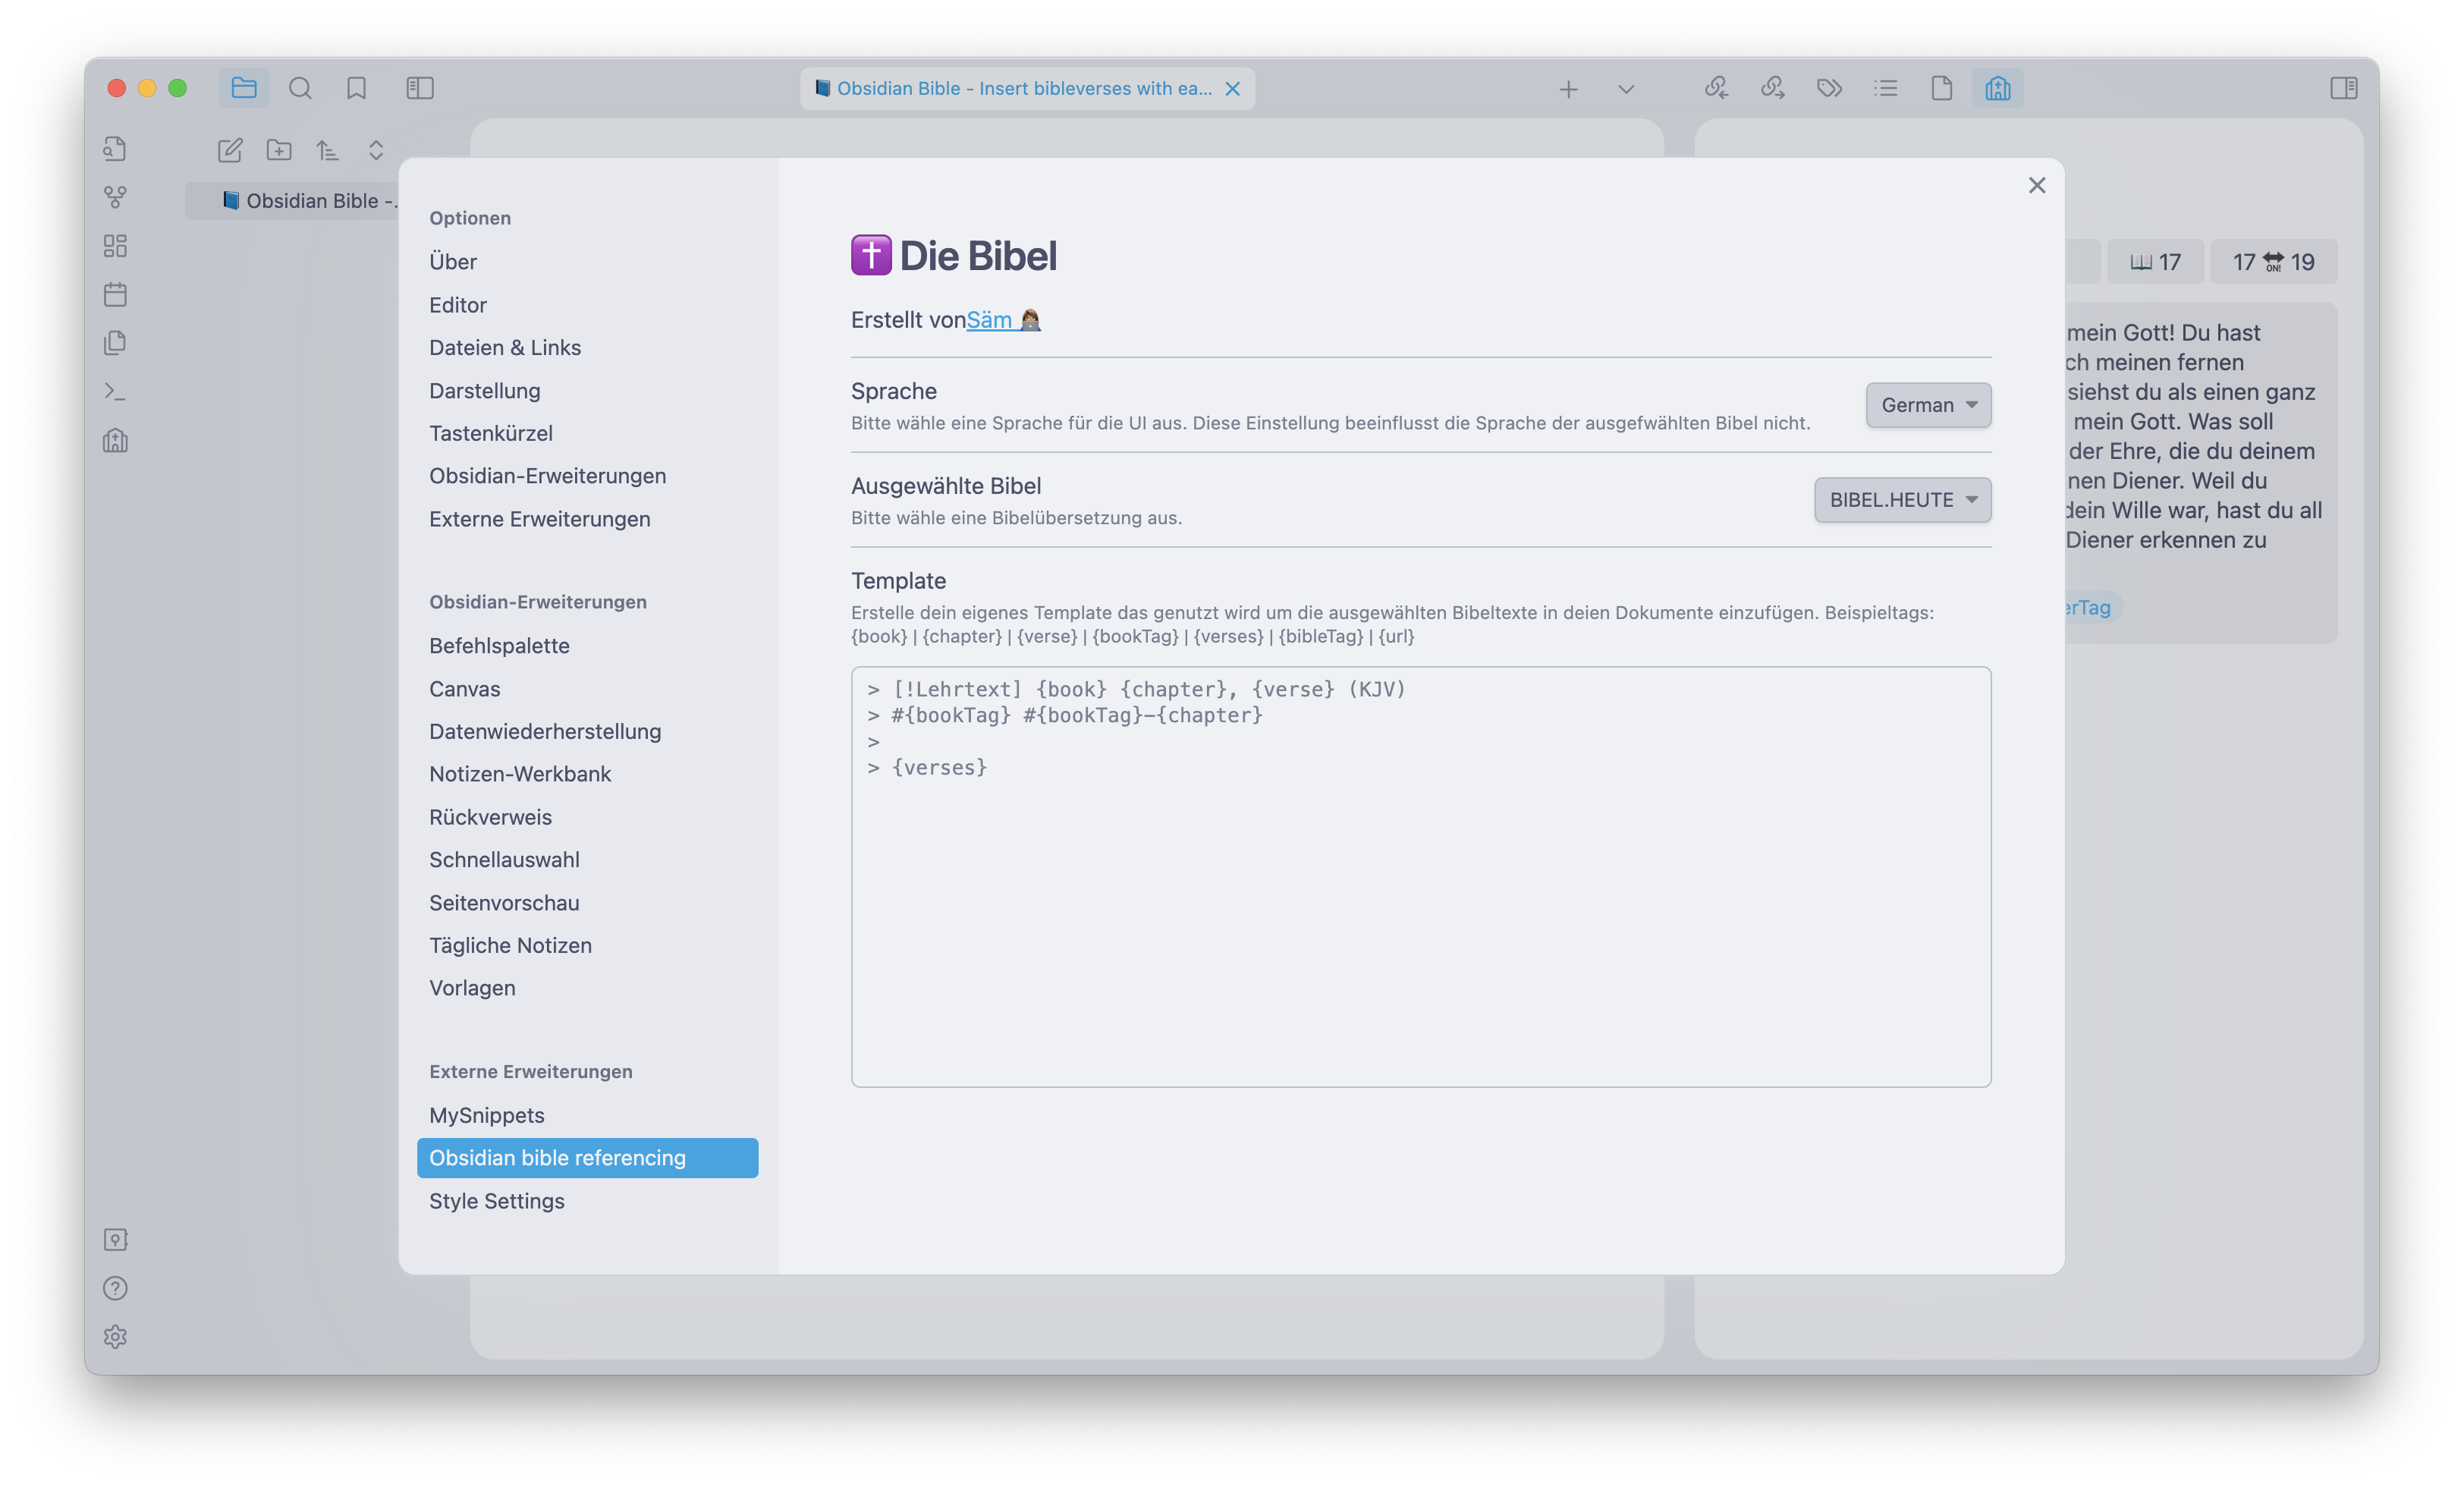 Obsidian Bible - Insert bibleverses with ea...
Obsidian Bible -
Optionen
Über
Editor
Dateien & Links
Darstellung
Tastenkürzel
Obsidian-Erweiterungen
Externe Erweiterungen
Obsidian-Erweiterungen
Befehlspalette
Canvas
Datenwiederherstellung
Notizen-Werkbank
Rückverweis
Schnellauswahl
Seitenvorschau
Tägliche Notizen
Vorlagen
Externe Erweiterungen
MySnippets
Obsidian bible referencing
Style Settings
Die Bibel
Erstellt vonSäm
Sprache
Bitte wähle eine Sprache für die UI aus. Diese Einstellung beeinflusst die Sprache der ausgefwählten Bibel nicht.
German
Ausgewählte Bibel
Bitte wähle eine Bibelübersetzung aus.
BIBEL.HEUTE
Template
Erstelle dein eigenes Template das genutzt wird um die ausgewählten Bibeltexte in deien Dokumente einzufügen. Beispieltags:
{book} | {chapter} | {verse} | {bookTag} | {verses} | {bibleTag} | {url}
> [!Lehrtext] {book} {chapter}, {verse} (KJV)
> #{bookTag} #{bookTag}-{chapter}
>
> {verses}
17
17 ON! 19
mein Gott! Du hast
ch meinen fernen
siehst du als einen ganz
mein Gott. Was soll
der Ehre, die du deinem
nen Diener. Weil du
dein Wille war, hast du all
Diener erkennen zu
erTag